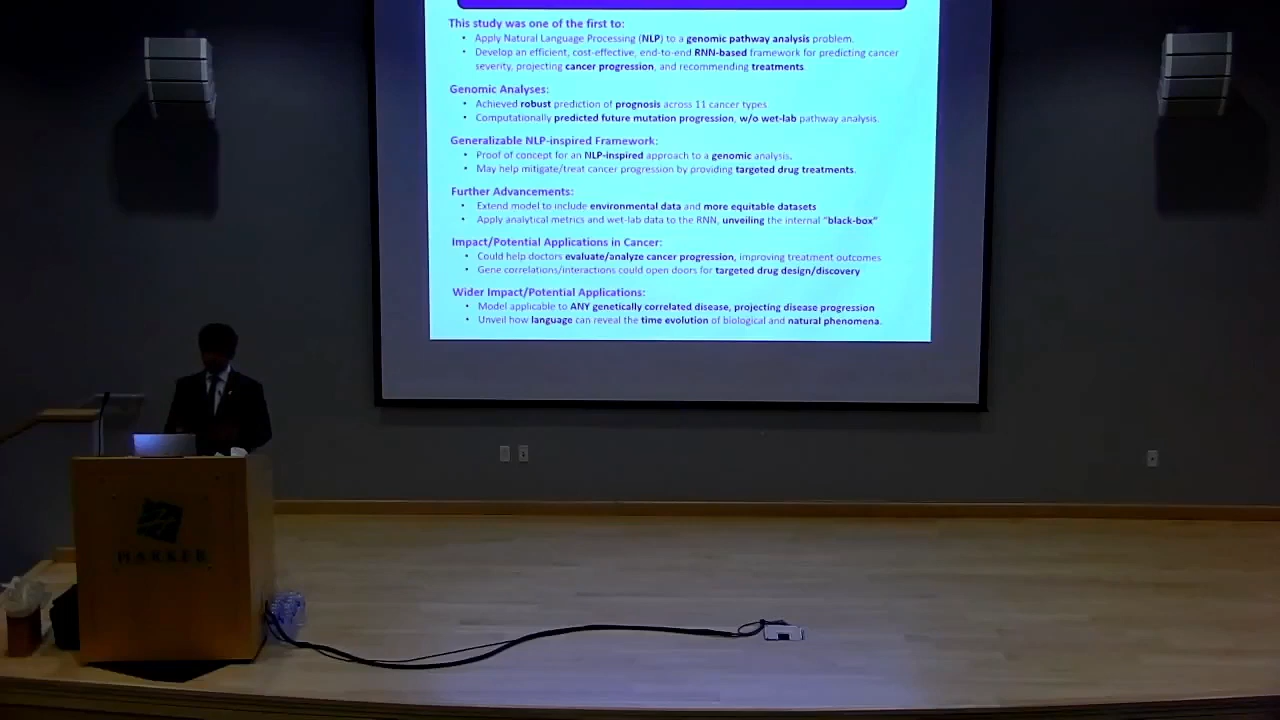 This study was one of the first to:
• Apply Natural Language Processing (NLP) to a genomic pathway analysis problem.
• Develop an efficient, cost-effective, end-to-end RNN-based framework for predicting cancer
severity, projecting cancer progression, and recommending treatments
Genomic Analyses:
• Achieved robust prediction of prognosis across 11 cancer types
• Computationally predicted future mutation progression, w/o wet-lab pathway analysis.
Generalizable NLP-inspired Framework:
• Proof of concept for an NLP-inspired approach to a genomic analysis.
• May help mitigate/treat cancer progression by providing targeted drug treatments.
Further Advancements:
• Extend model to include environmental data and more equitable datasets
• Apply analytical metrics and wet-lab data to the RNN, unveiling the internal “black-box”
Impact/Potential Applications in Cancer:
• Could help doctors evaluate/analyze cancer progression, improving treatment outcomes
• Gene correlations/interactions could open doors for targeted drug design/discovery
Wider Impact/Potential Applications:
• Model applicable to ANY genetically correlated disease, projecting disease progression
• Unveil how language can reveal the time evolution of biological and natural phenomena.
HARKER